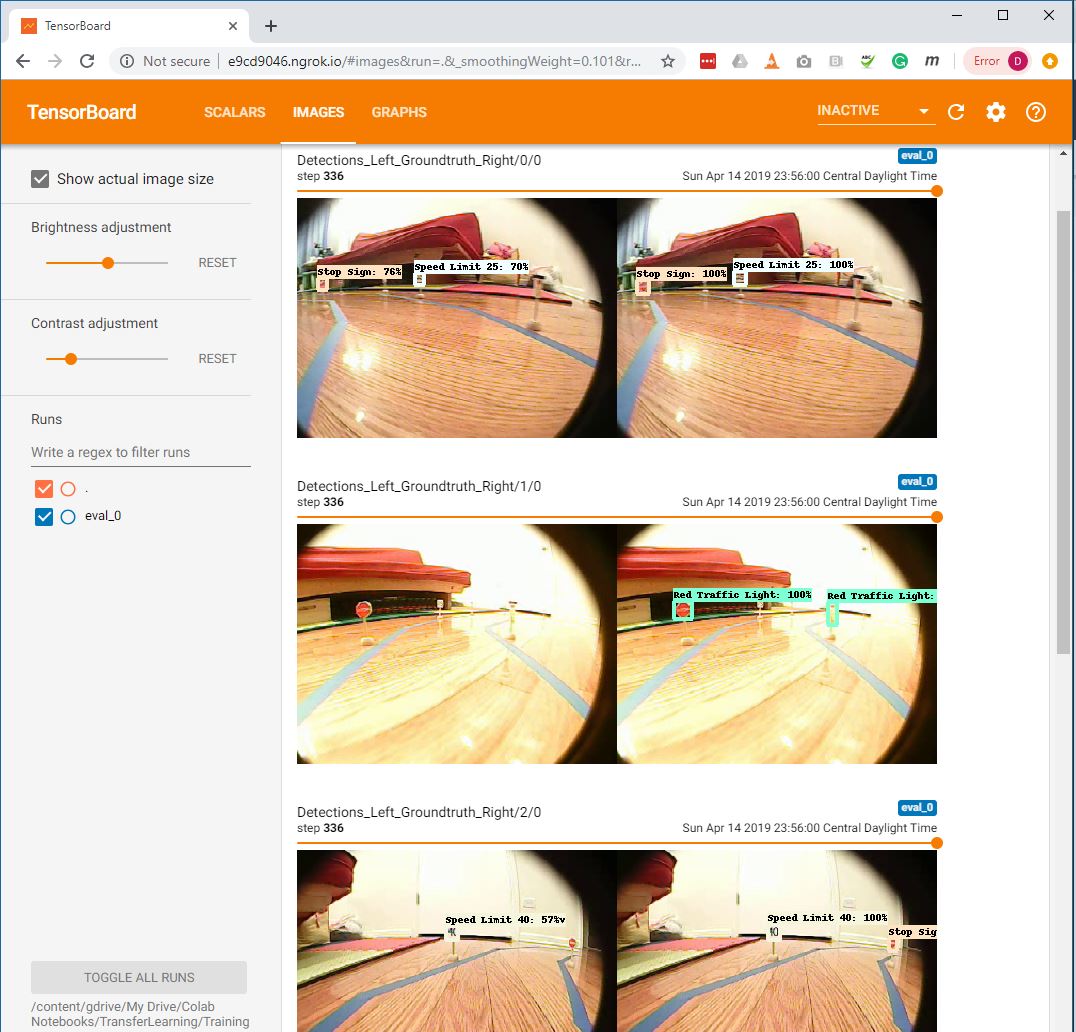 TensorBoard
Not secure | e9cd9046.ngrok.io/#images&run=.&_smoothingWeight=0.101&r...
ABC
m
Error D
TensorBoard SCALARS IMAGES GRAPHS INACTIVE
Show actual image size
Brightness adjustment
RESET
Contrast adjustment
RESET
Runs
Write a regex to filter runs
.
eval_0
TOGGLE ALL RUNS
/content/gdrive/My Drive/Colab
Notebooks/TransferLearning/Training
Detections_Left_Groundtruth_Right/0/0 eval_0
step 336 Sun Apr 14 2019 23:56:00 Central Daylight Time
Stop Sign: 76% Speed Limit 25: 70% Stop Sign: 100% Speed Limit 25: 100%
Detections_Left_Groundtruth_Right/1/0 eval_0
step 336 Sun Apr 14 2019 23:56:00 Central Daylight Time
Red Traffic Light: 100% Red Traffic Light:
Detections_Left_Groundtruth_Right/2/0 eval_0
step 336 Sun Apr 14 2019 23:56:00 Central Daylight Time
Speed Limit 40: 57% Speed Limit 40: 100%
Stop Sig